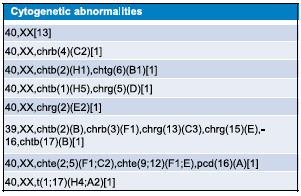 Cytogenetic abnormalities
40,XX[13]
40,XX,chrb(4)(C2)[1]
40,XX,chtb(2)(H1),chtg(6)(B1)[1]
40,XX,chtb(1)(H5),chrg(5)(D)[1]
40,XX,chrg(2)(E2)[1]
39,XX,chtb(2)(B),chrb(3)(F1),chrg(13)(C3),chrg(15)(E),-
16,chtb(17)(B)[1]
40,XX,chte(2;5)(F1;C2),chte(9;12)(F1;E),pcd(16)(A)[1]
40,XX,t(1;17)(H4;A2)[1]